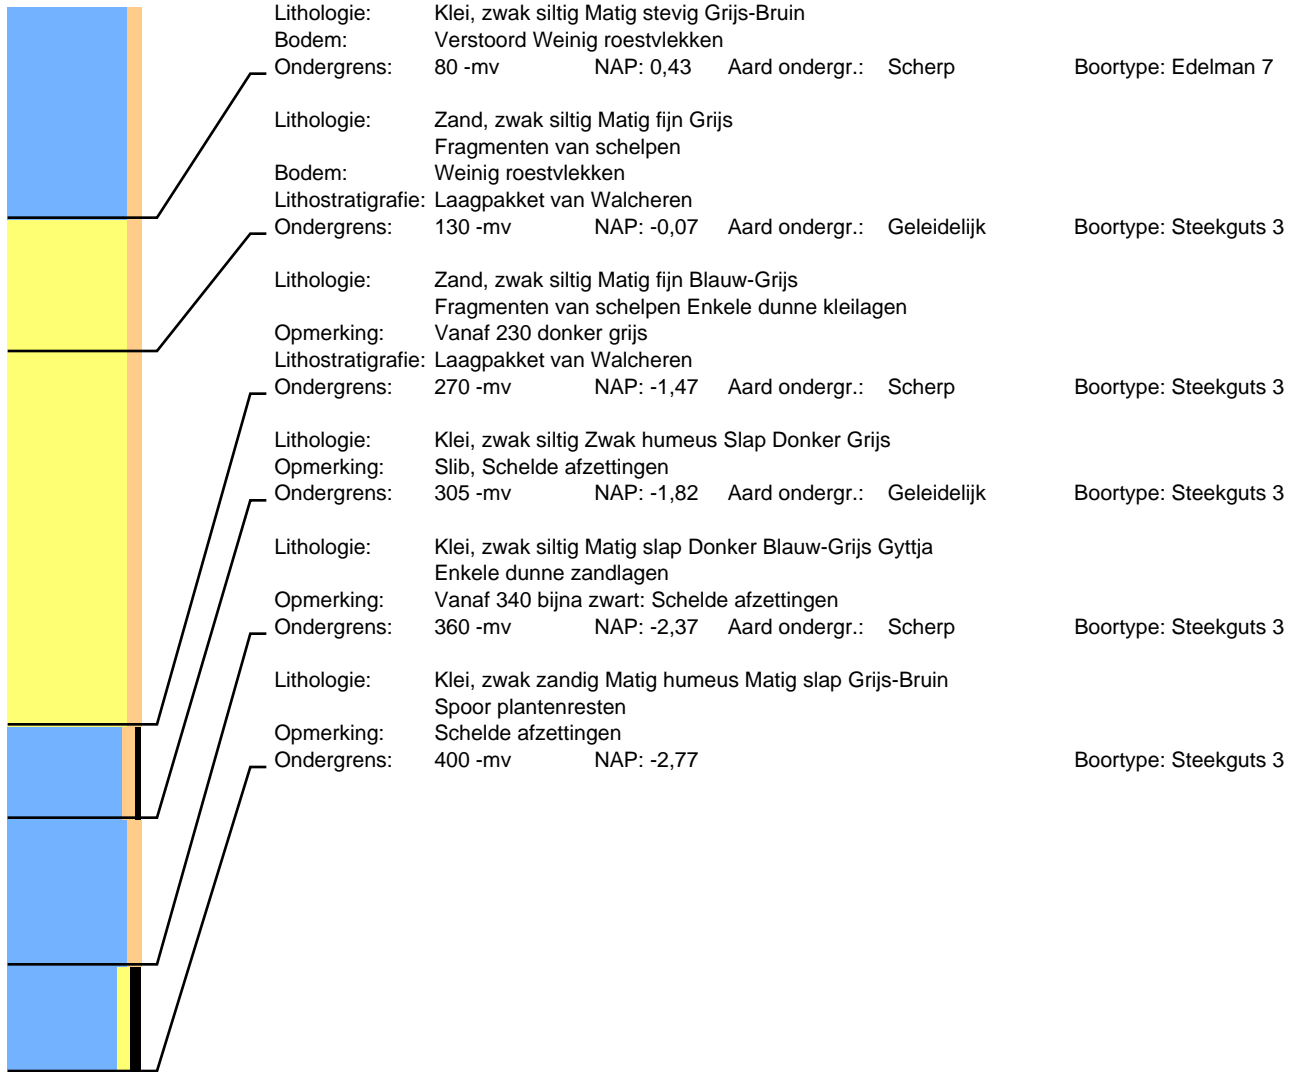 Lithologie: Klei, zwak siltig Matig stevig Grijs-Bruin
Bodem: Verstoord Weinig roestvlekken
Ondergrens: 80 -mv NAP: 0,43 Aard ondergr.: Scherp Boortype: Edelman 7
Lithologie: Zand, zwak siltig Matig fijn Grijs
Fragmenten van schelpen
Bodem: Weinig roestvlekken
Lithostratigrafie: Laagpakket van Walcheren
Ondergrens: 130 -mv NAP: -0,07 Aard ondergr.: Geleidelijk Boortype: Steekguts 3
Lithologie: Zand, zwak siltig Matig fijn Blauw-Grijs
Fragmenten van schelpen Enkele dunne kleilagen
Opmerking: Vanaf 230 donker grijs
Lithostratigrafie: Laagpakket van Walcheren
Ondergrens: 270 -mv NAP: -1,47 Aard ondergr.: Scherp Boortype: Steekguts 3
Lithologie: Klei, zwak siltig Zwak humeus Slap Donker Grijs
Opmerking: Slib, Schelde afzettingen
Ondergrens: 305 -mv NAP: -1,82 Aard ondergr.: Geleidelijk Boortype: Steekguts 3
Lithologie: Klei, zwak siltig Matig slap Donker Blauw-Grijs Gyttja
Enkele dunne zandlagen
Opmerking: Vanaf 340 bijna zwart: Schelde afzettingen
Ondergrens: 360 -mv NAP: -2,37 Aard ondergr.: Scherp Boortype: Steekguts 3
Lithologie: Klei, zwak zandig Matig humeus Matig slap Grijs-Bruin
Spoor plantenresten
Opmerking: Schelde afzettingen
Ondergrens: 400 -mv NAP: -2,77 Boortype: Steekguts 3